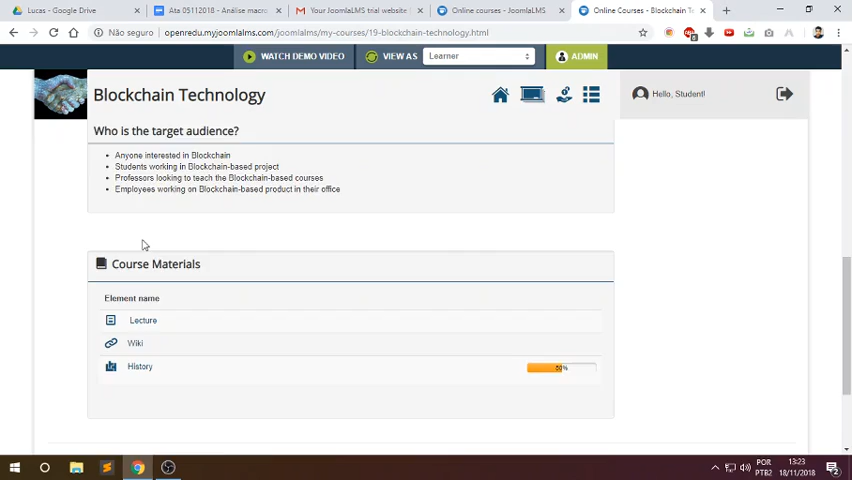 Lucas - Google Drive
Ata 05112018 - Análise macro
Your JoomlaLMS trial website
Online courses - JoomlaLMS
Online Courses - Blockchain Te
Não seguro
openredu.myjoomlalms.com/joomlalms/my-courses/19-blockchain-technology.html
WATCH DEMO VIDEO
VIEW AS
Learner
ADMIN
Blockchain Technology
Hello, Student!
Who is the target audience?
Anyone interested in Blockchain
Students working in Blockchain-based project
Professors looking to teach the Blockchain-based courses
Employees working on Blockchain-based product in their office
Course Materials
Element name
Lecture
Wiki
History
50%
POR
PTB2
13:23
18/11/2018
2